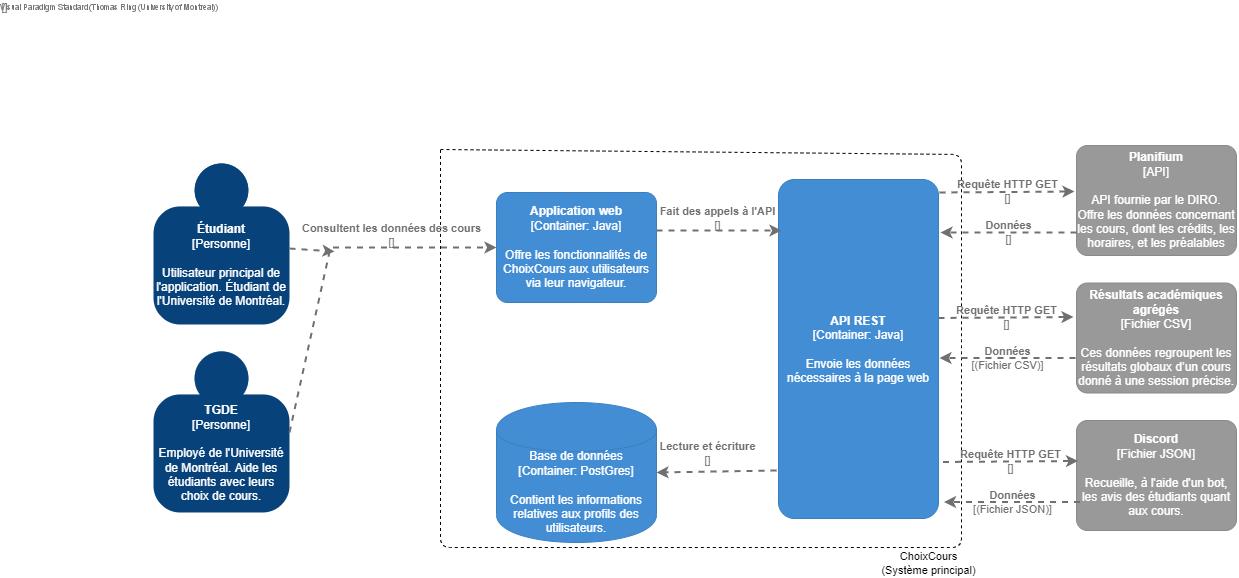 Visual Paradigm Standard(Thomas Ring (University of Montreal))
Étudiant
[Personne]
Utilisateur principal de
l'application. Étudiant de
l'Université de Montréal.
TGDE
[Personne]
Employé de l'Université
de Montréal. Aide les
étudiants avec leurs
choix de cours.
Consultent les données des cours
[]
Application web
[Container: Java]
Offre les fonctionnalités de
ChoixCours aux utilisateurs
via leur navigateur.
Fait des appels à l'API
[]
Base de données
[Container: PostGres]
Contient les informations
relatives aux profils des
utilisateurs.
Lecture et écriture
[]
API REST
[Container: Java]
Envoie les données
nécessaires à la page web
Requête HTTP GET
[]
Données
[]
Planifium
[API]
API fournie par le DIRO.
Offre les données concernant
les cours, dont les crédits, les
horaires, et les préalables
Requête HTTP GET
[]
Données
[(Fichier CSV)]
Résultats académiques
agrégés
[Fichier CSV]
Ces données regroupent les
résultats globaux d'un cours
donné à une session précise.
Requête HTTP GET
[]
Données
[(Fichier JSON)]
Discord
[Fichier JSON]
Recueille, à l'aide d'un bot,
les avis des étudiants quant
aux cours.
ChoixCours
(Système principal)